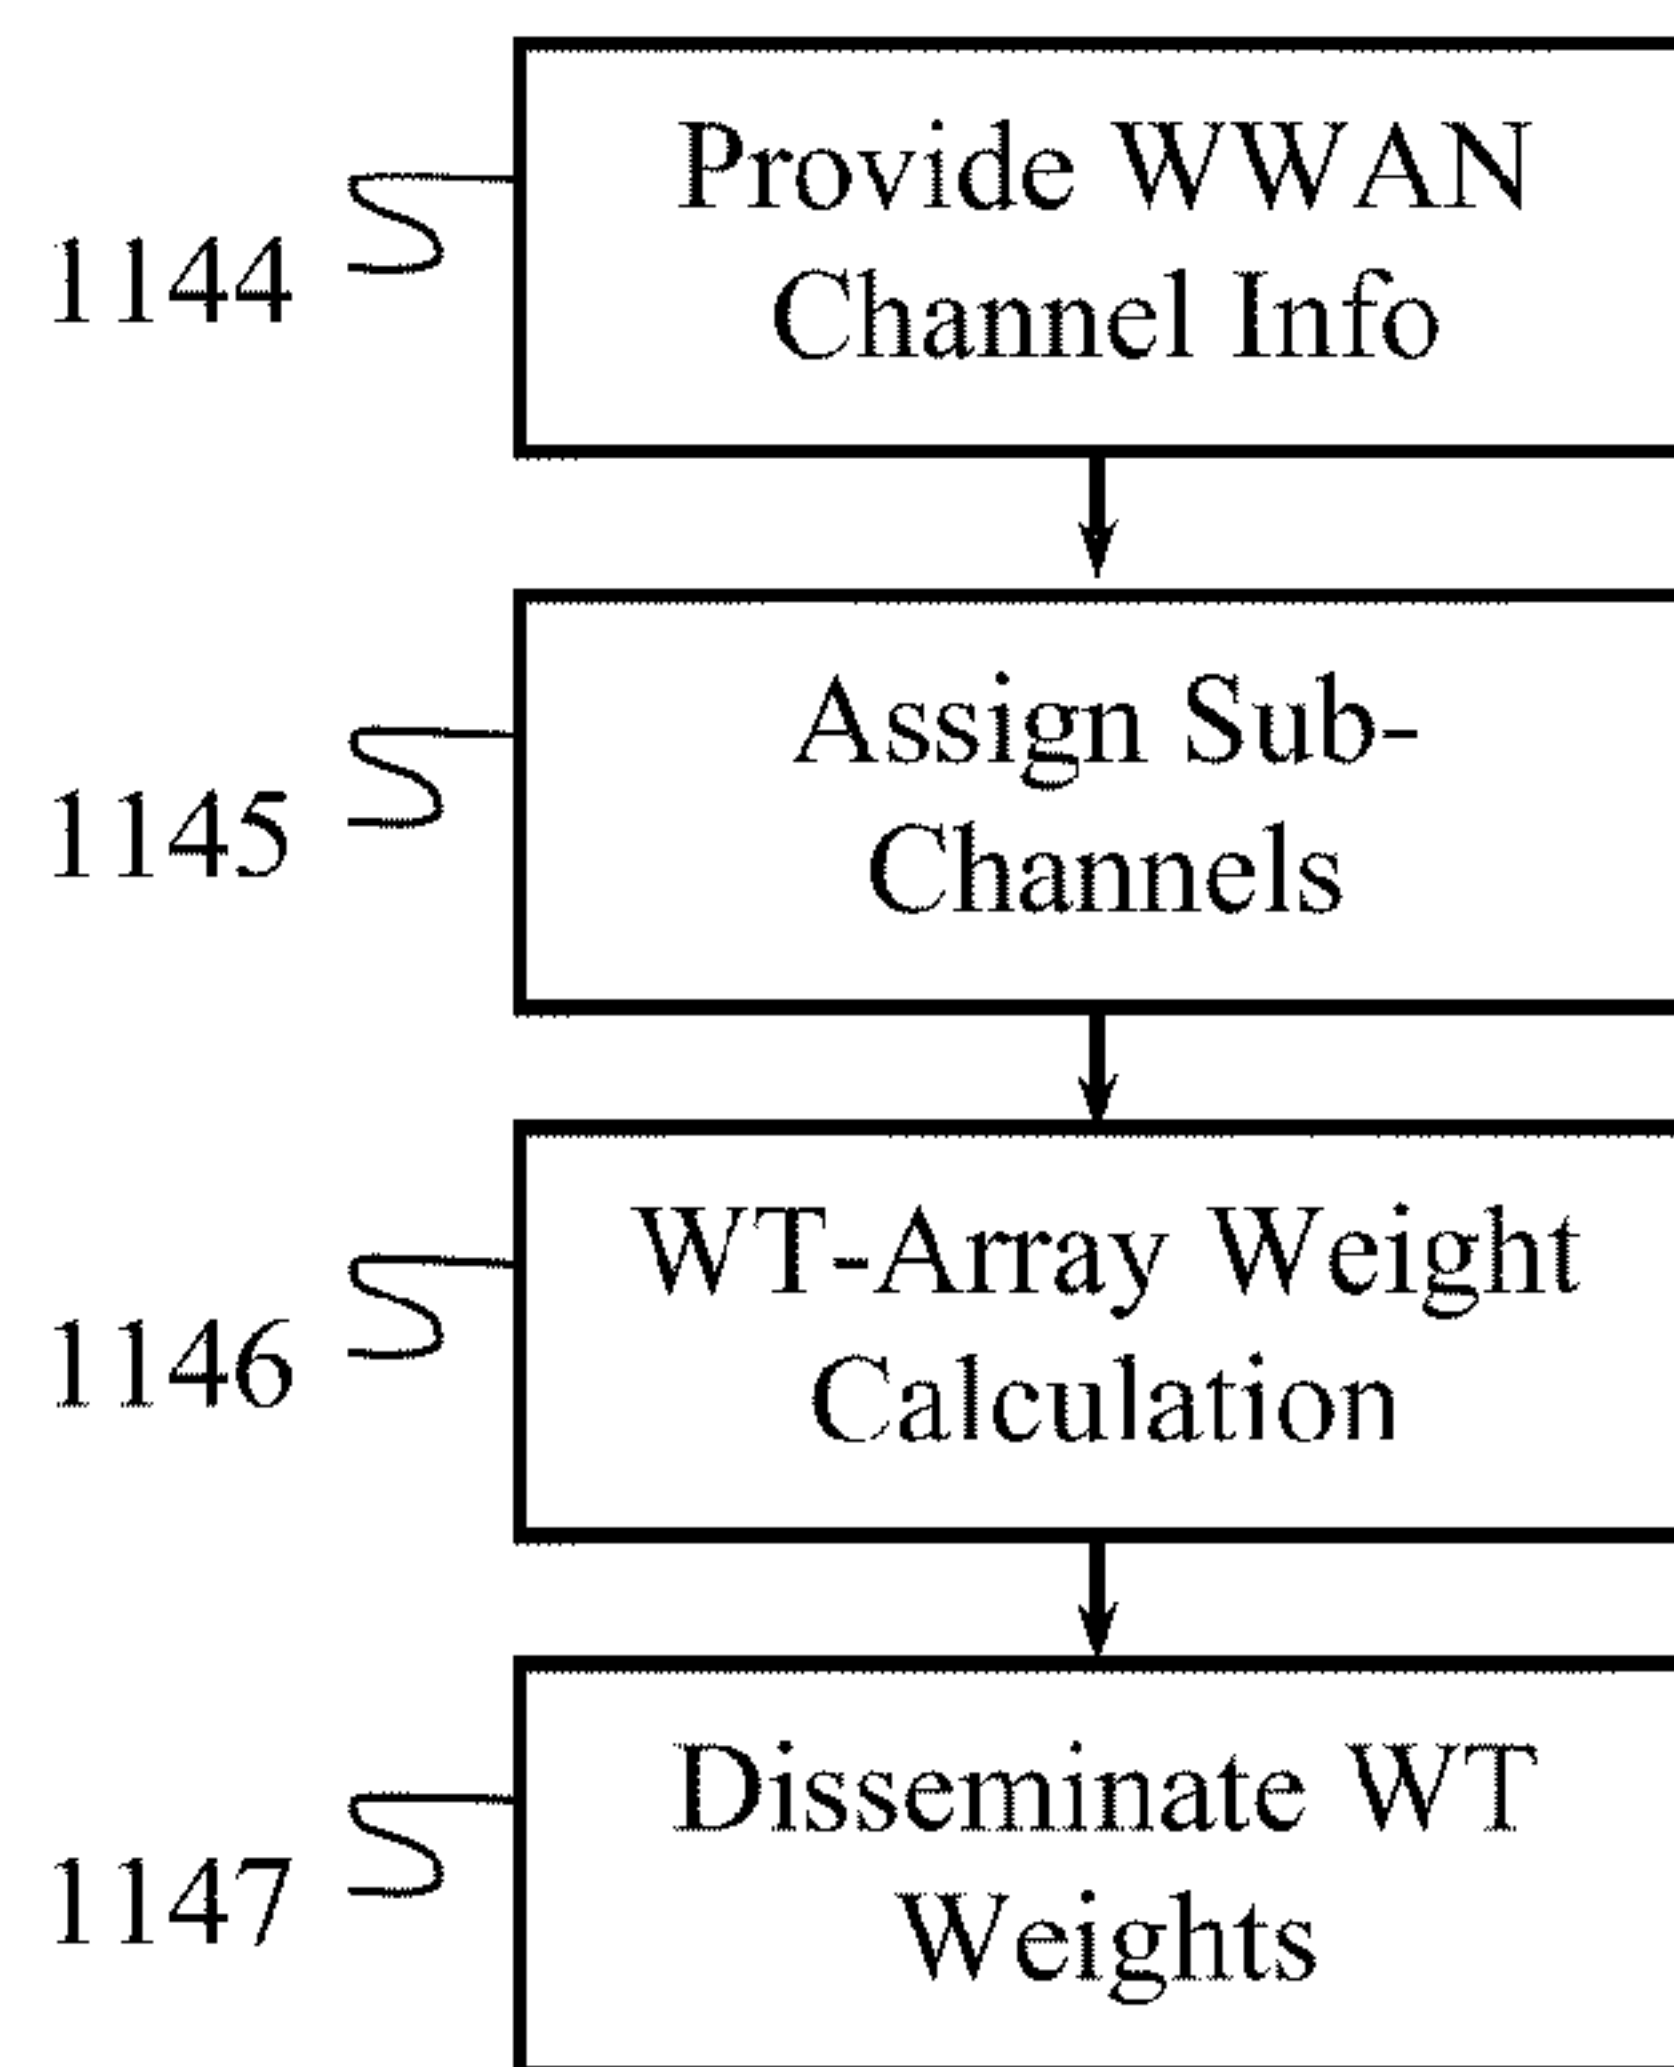 Provide WWAN
Channel Info
1144
Assign Sub-
Channels
1145
WT-Array Weight
Calculation
1146
Disseminate WT
Weights
1147